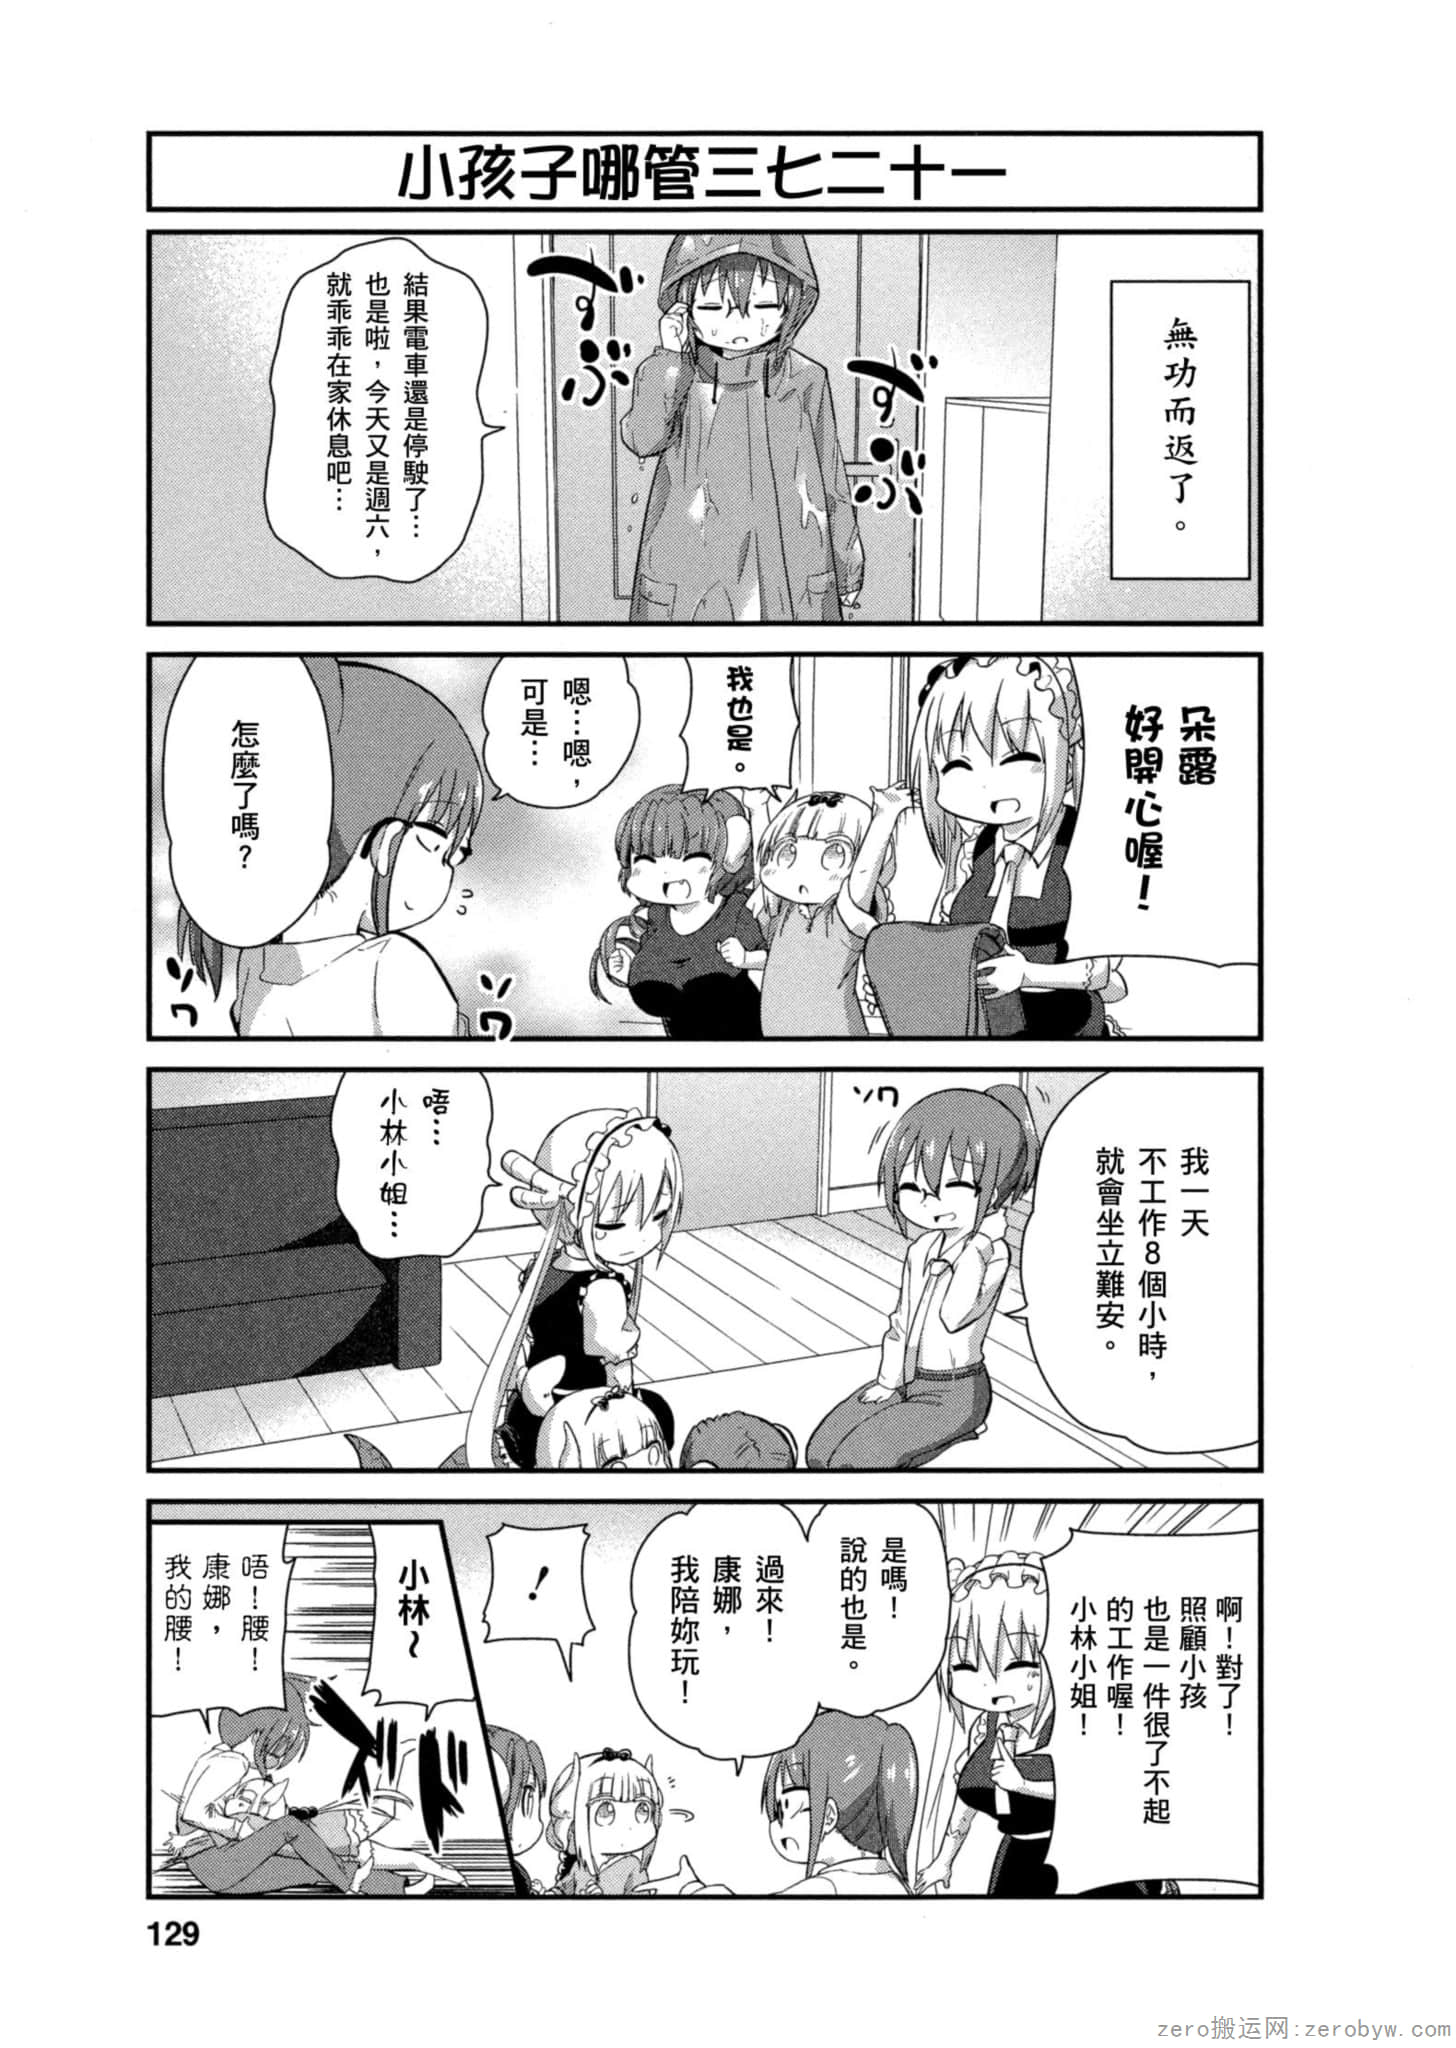 小孩子哪管三七二十一
無功而返了。
ずぶ
ずぶ
結果電車還是停駛了…
也是啦，今天又是週六，
就乖乖在家休息吧…
朵露
好開心喔！
我也是。
嗯…嗯，
可是…
怎麼了嗎？
ソワ
ソワ
我一天
不工作8個小時，
就會坐立難安。
ソワ
唔…
小林小姐…
啊！對了！
照顧小孩
也是一件很了不起
的工作喔！
小林小姐！
是嗎！
說的也是。
過來！
康娜，
我陪妳玩！
！
小林～
唔！腰！
康娜，
我的腰！
ドドド
129
zero搬运网:zerobyw.com